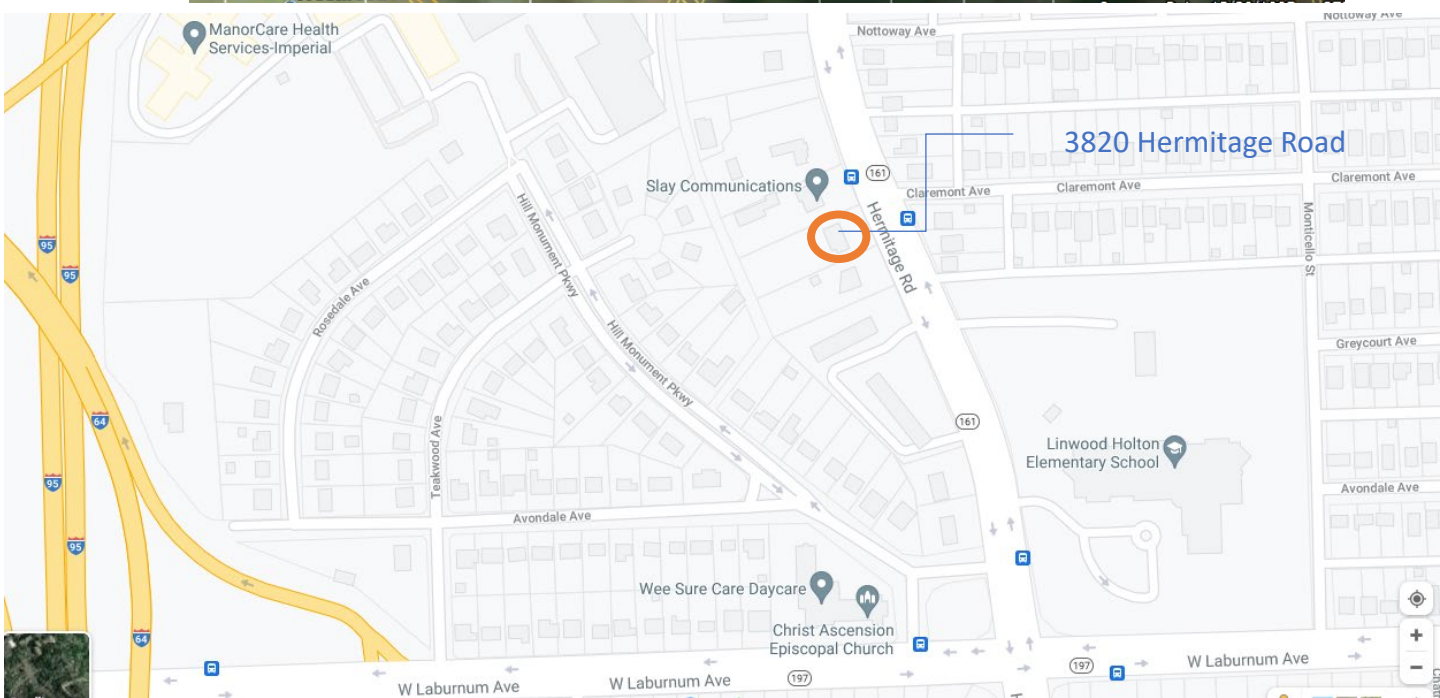 ManorCare Health
Services-Imperial
Nottoway Ave
Nottoway Ave
3820 Hermitage Road
Slay Communications
161
Claremont Ave
Claremont Ave
Claremont Ave
Hill Monument Pkwy
Hermitage Rd
Monticello St
95
95
Rosedale Ave
Hill Monument Pkwy
Greycourt Ave
64
161
Teakwood Ave
Linwood Holton
Elementary School
95
Avondale Ave
Avondale Ave
95
Wee Sure Care Daycare
Christ Ascension
Episcopal Church
64
W Laburnum Ave
W Laburnum Ave
197
197
W Laburnum Ave